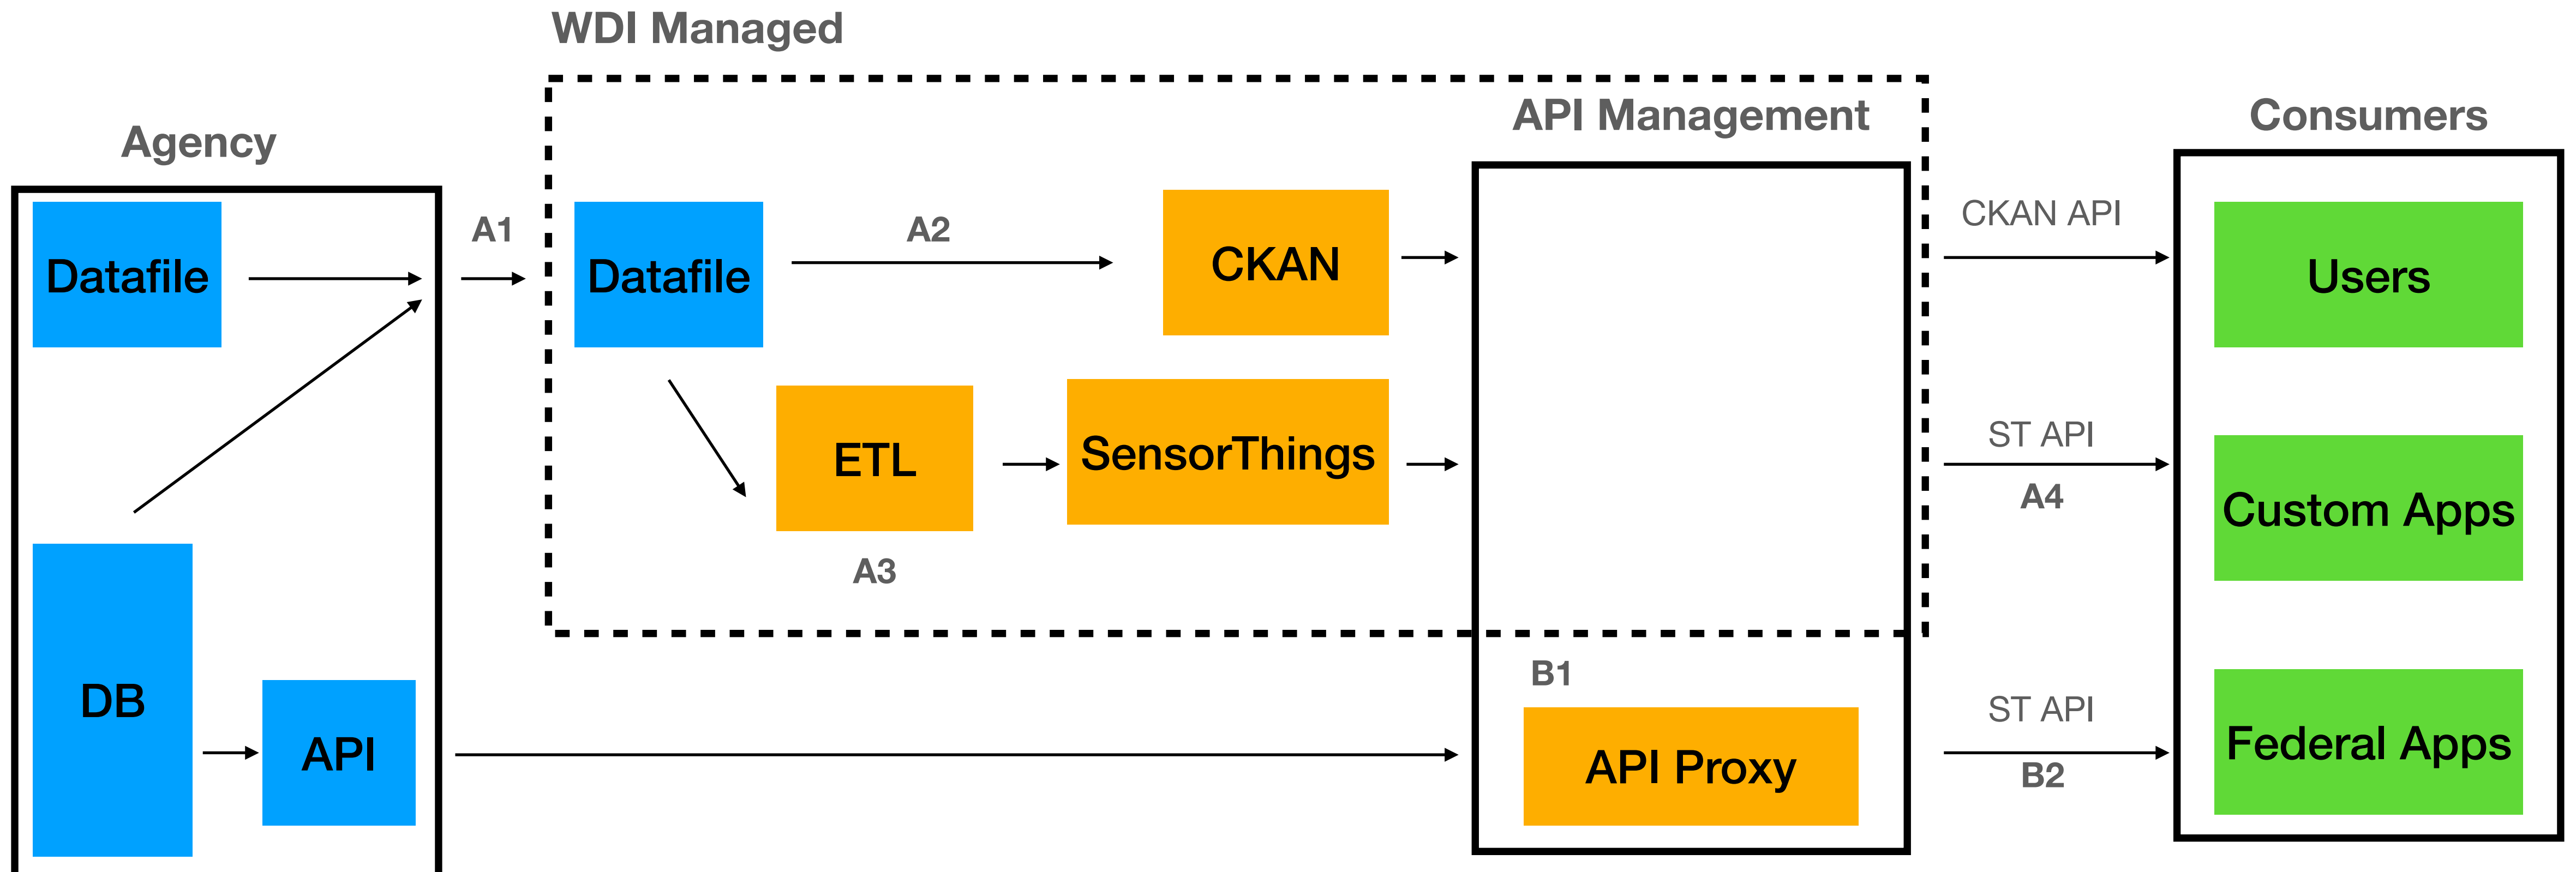 WDI Managed
Agency
API Management
Consumers
Datafile
A1
Datafile
A2
CKAN
CKAN API
Users
ETL
A3
SensorThings
ST API
A4
Custom Apps
DB
API
B1
API Proxy
ST API
B2
Federal Apps